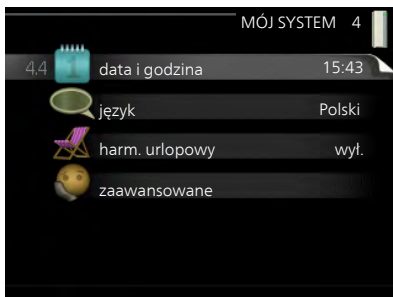 MÓJ SYSTEM 4
4.4 data i godzina 15:43
język Polski
harm. urlopowy wył.
zaawansowane